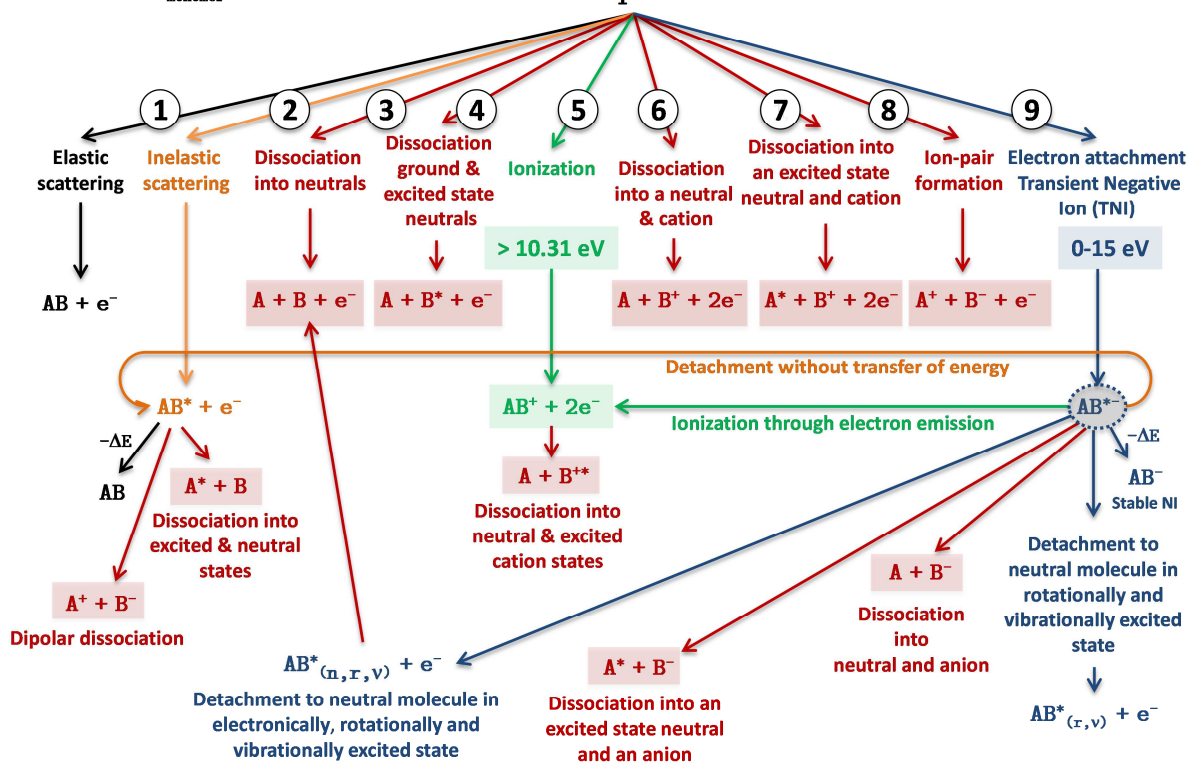 1
2
3
4
5
6
7
8
9
Elastic
scattering
Inelastic
scattering
Dissociation
into neutrals
Dissociation
ground &
excited state
neutrals
Ionization
Dissociation
into a neutral
& cation
Dissociation into
an excited state
neutral and cation
Ion-pair
formation
Electron attachment
Transient Negative
Ion (TNI)
> 10.31 eV
0-15 eV
AB + e⁻
A + B + e⁻
A + B* + e⁻
A + B⁺ + 2e⁻
A* + B⁺ + 2e⁻
A⁺ + B⁻ + e⁻
Detachment without transfer of energy
AB* + e⁻
AB⁺ + 2e⁻
Ionization through electron emission
AB*⁻
-ΔE
AB
A* + B
Dissociation into
excited & neutral
states
A⁺ + B⁻
Dipolar dissociation
A + B⁺*
Dissociation into
neutral & excited
cation states
-ΔE
AB⁻
Stable NI
Detachment to
neutral molecule in
rotationally and
vibrationally excited
state
AB*(r,ν) + e⁻
A + B⁻
Dissociation
into
neutral and anion
A* + B⁻
Dissociation into an
excited state neutral
and an anion
AB*(n,r,ν) + e⁻
Detachment to neutral molecule in
electronically, rotationally and
vibrationally excited state